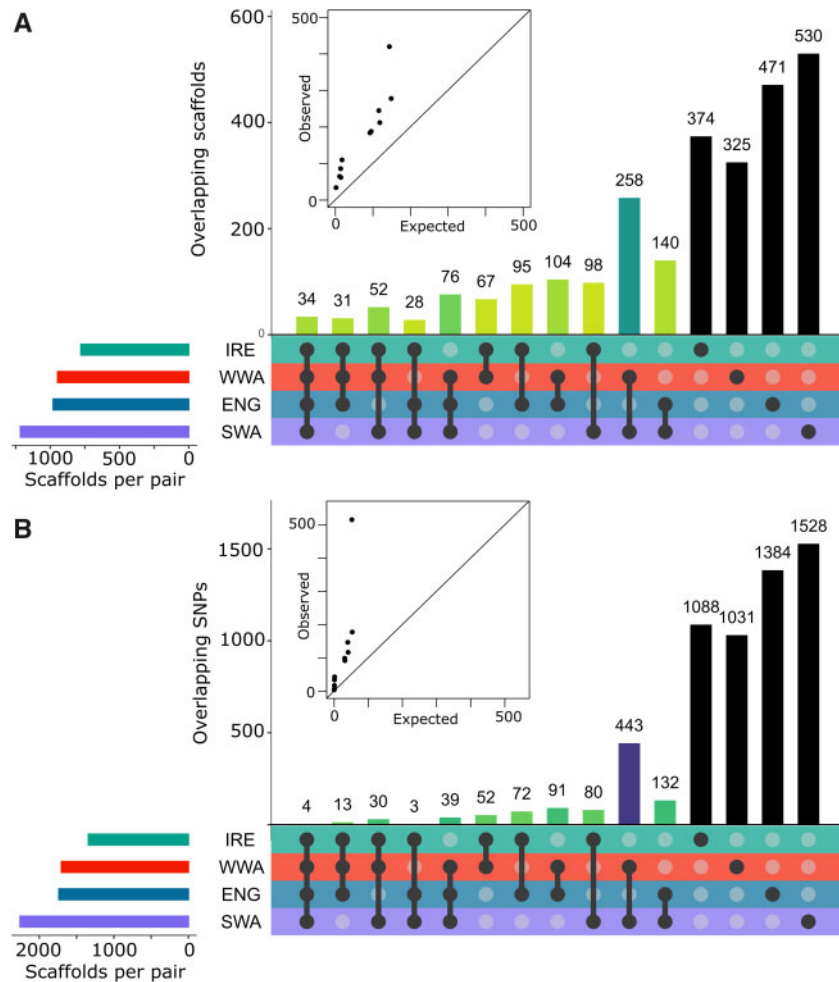 A
600
400
200
0
Overlapping scaffolds
500
0
Observed
0
Expected
500
34
31
52
28
76
67
95
104
98
258
140
374
325
471
530
IRE
WWA
ENG
SWA
1000 500 0
Scaffolds per pair
B
1500
1000
500
Overlapping SNPs
500
0
Observed
0
Expected
500
4
13
30
3
39
52
72
91
80
443
132
1088
1031
1384
1528
IRE
WWA
ENG
SWA
2000 1000 0
Scaffolds per pair